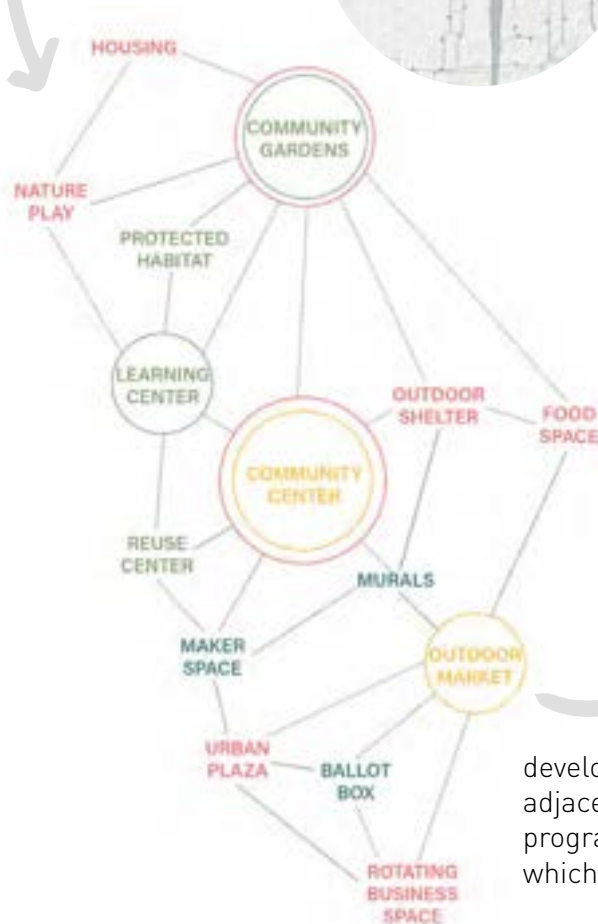 HOUSING
COMMUNITY
GARDENS
NATURE
PLAY
PROTECTED
HABITAT
LEARNING
CENTER
OUTDOOR
SHELTER
FOOD
SPACE
COMMUNITY
CENTER
REUSE
CENTER
MURALS
MAKER
SPACE
OUTDOOR
MARKET
URBAN
PLAZA
BALLOT
BOX
ROTATING
BUSINESS
SPACE
develo
adjace
progra
which